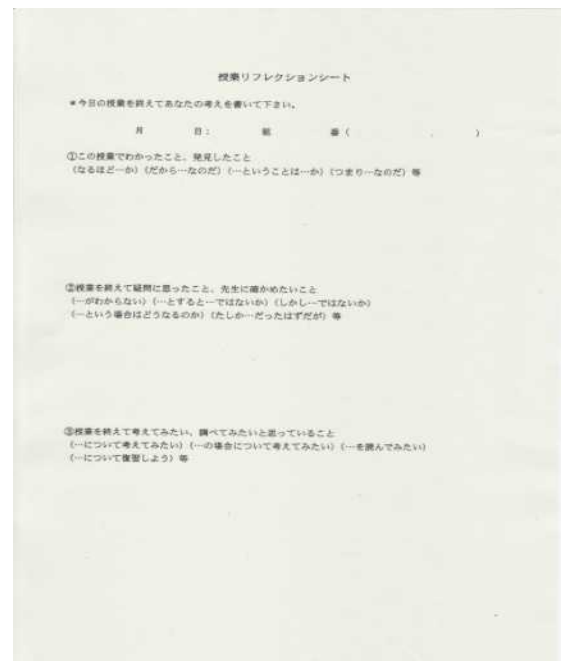 授業リフレクションシート
＊今日の授業を終えてあなたの考えを書いて下さい。
月　　日：　　組　　番（　　　．　　）
①この授業でわかったこと、発見したこと
（なるほど…か）（だから…なのだ）（…ということは…か）（つまり…なのだ）等
②授業を終えて疑問に思ったこと、先生に確かめたいこと
（…がわからない）（…とすると…ではないか）（しかし…ではないか）
（…という場合はどうなるのか）（たしか…だったはずだが）等
③授業を終えて考えてみたい、調べてみたいと思っていること
（…について考えてみたい）（…の場合について考えてみたい）（…を読んでみたい）
（…について復習しよう）等